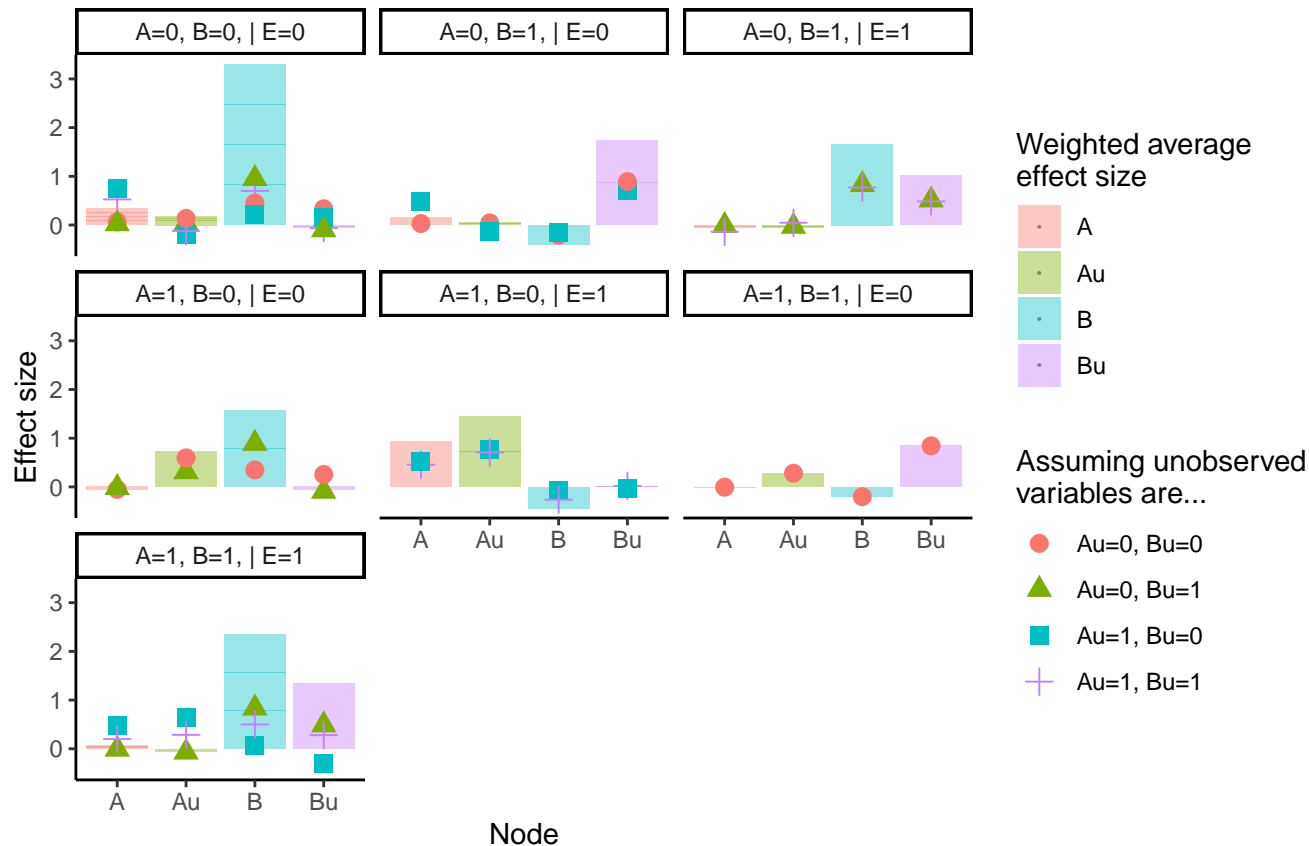 A=0, B=0, | E=0
A=0, B=1, | E=0
A=0, B=1, | E=1
3
2
1
0
A=1, B=0, | E=0
A=1, B=0, | E=1
A=1, B=1, | E=0
3
2
1
0
A
Au
B
Bu
A
Au
B
Bu
A=1, B=1, | E=1
3
2
1
0
A
Au
B
Bu
Node
Effect size
Weighted average
effect size
A
Au
B
Bu
Assuming unobserved
variables are...
Au=0, Bu=0
Au=0, Bu=1
Au=1, Bu=0
Au=1, Bu=1